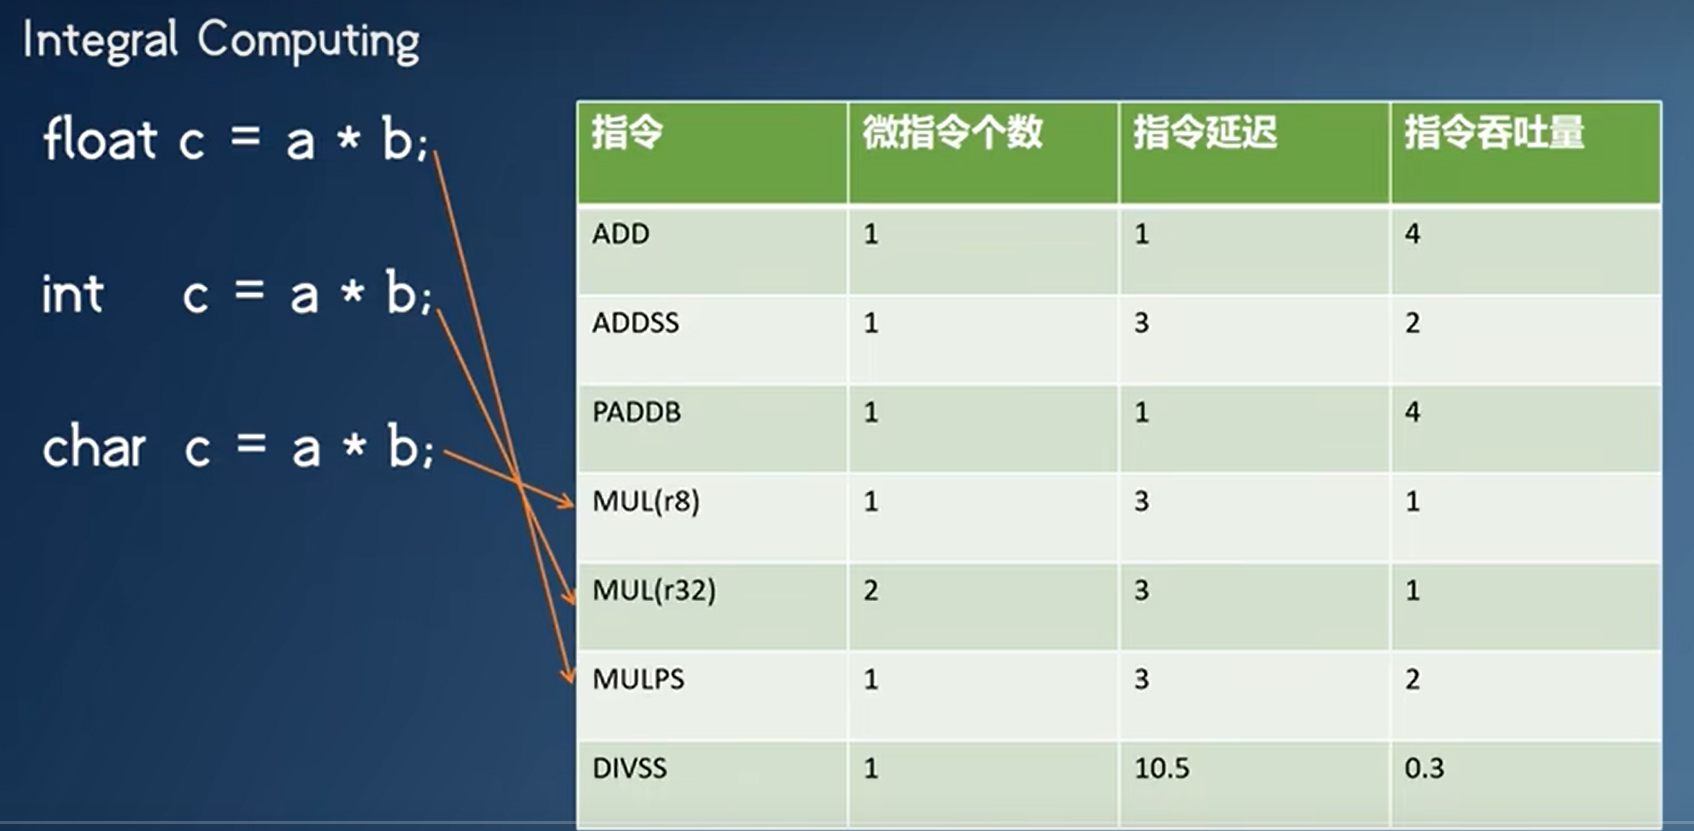 Integral Computing
float c = a * b;
int c = a * b;
char c = a * b;
指令 微指令个数 指令延迟 指令吞吐量
ADD 1 1 4
ADDSS 1 3 2
PADDB 1 1 4
MUL(r8) 1 3 1
MUL(r32) 2 3 1
MULPS 1 3 2
DIVSS 1 10.5 0.3